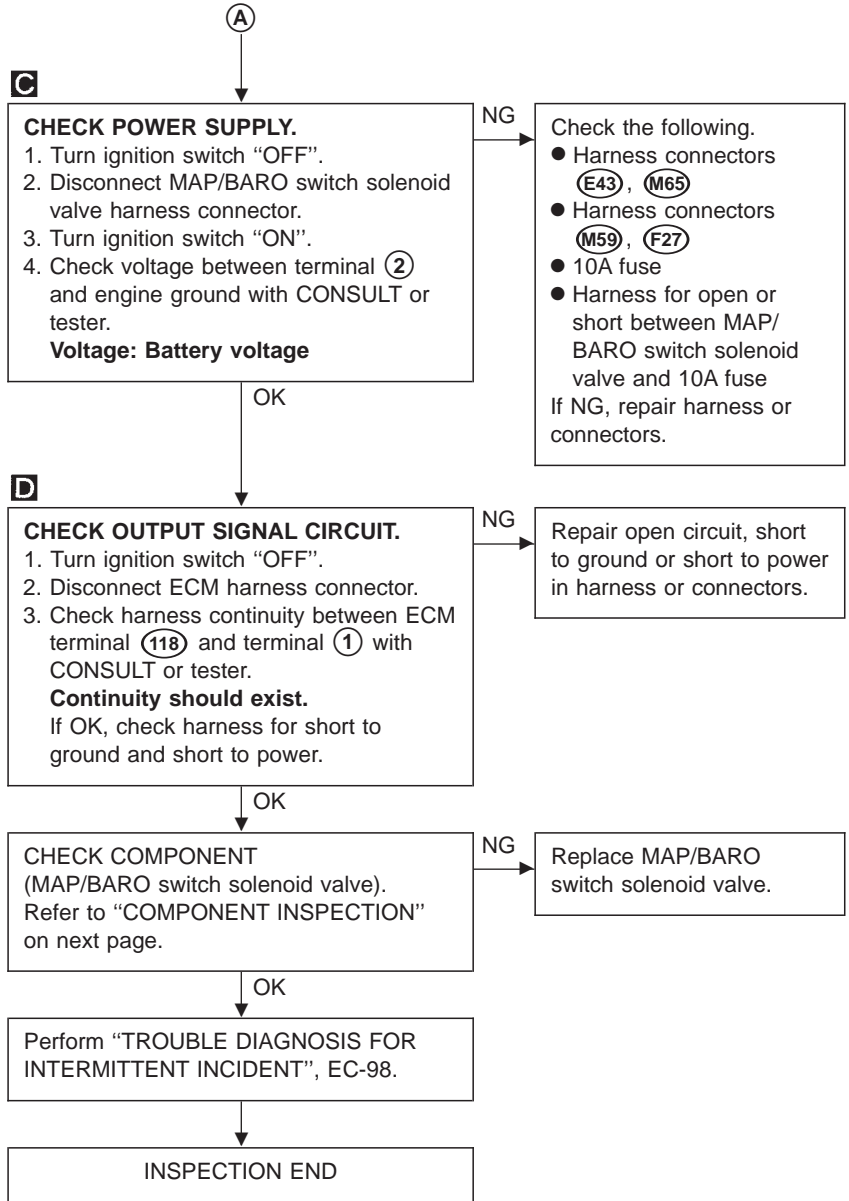 A
C
CHECK POWER SUPPLY.
1. Turn ignition switch “OFF”.
2. Disconnect MAP/BARO switch solenoid
valve harness connector.
3. Turn ignition switch “ON”.
4. Check voltage between terminal 2
and engine ground with CONSULT or
tester.
Voltage: Battery voltage
NG
Check the following.
● Harness connectors
E43 , M65
● Harness connectors
M59 , F27
● 10A fuse
● Harness for open or
short between MAP/
BARO switch solenoid
valve and 10A fuse
If NG, repair harness or
connectors.
OK
D
CHECK OUTPUT SIGNAL CIRCUIT.
1. Turn ignition switch “OFF”.
2. Disconnect ECM harness connector.
3. Check harness continuity between ECM
terminal 118 and terminal 1 with
CONSULT or tester.
Continuity should exist.
If OK, check harness for short to
ground and short to power.
NG
Repair open circuit, short
to ground or short to power
in harness or connectors.
OK
CHECK COMPONENT
(MAP/BARO switch solenoid valve).
Refer to “COMPONENT INSPECTION”
on next page.
NG
Replace MAP/BARO
switch solenoid valve.
OK
Perform “TROUBLE DIAGNOSIS FOR
INTERMITTENT INCIDENT”, EC-98.
INSPECTION END